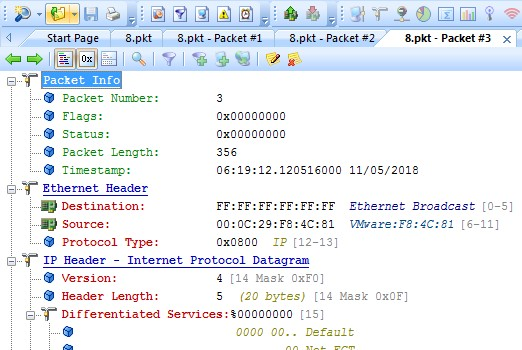 Start Page
8.pkt
8.pkt - Packet #1
8.pkt - Packet #2
8.pkt - Packet #3
0x
Packet Info
Packet Number: 3
Flags: 0x00000000
Status: 0x00000000
Packet Length: 356
Timestamp: 06:19:12.120516000 11/05/2018
Ethernet Header
Destination: FF:FF:FF:FF:FF:FF Ethernet Broadcast [0-5]
Source: 00:0C:29:F8:4C:81 VMware:F8:4C:81 [6-11]
Protocol Type: 0x0800 IP [12-13]
IP Header - Internet Protocol Datagram
Version: 4 [14 Mask 0xF0]
Header Length: 5 (20 bytes) [14 Mask 0x0F]
Differentiated Services:%00000000 [15]
0000 00.. Default